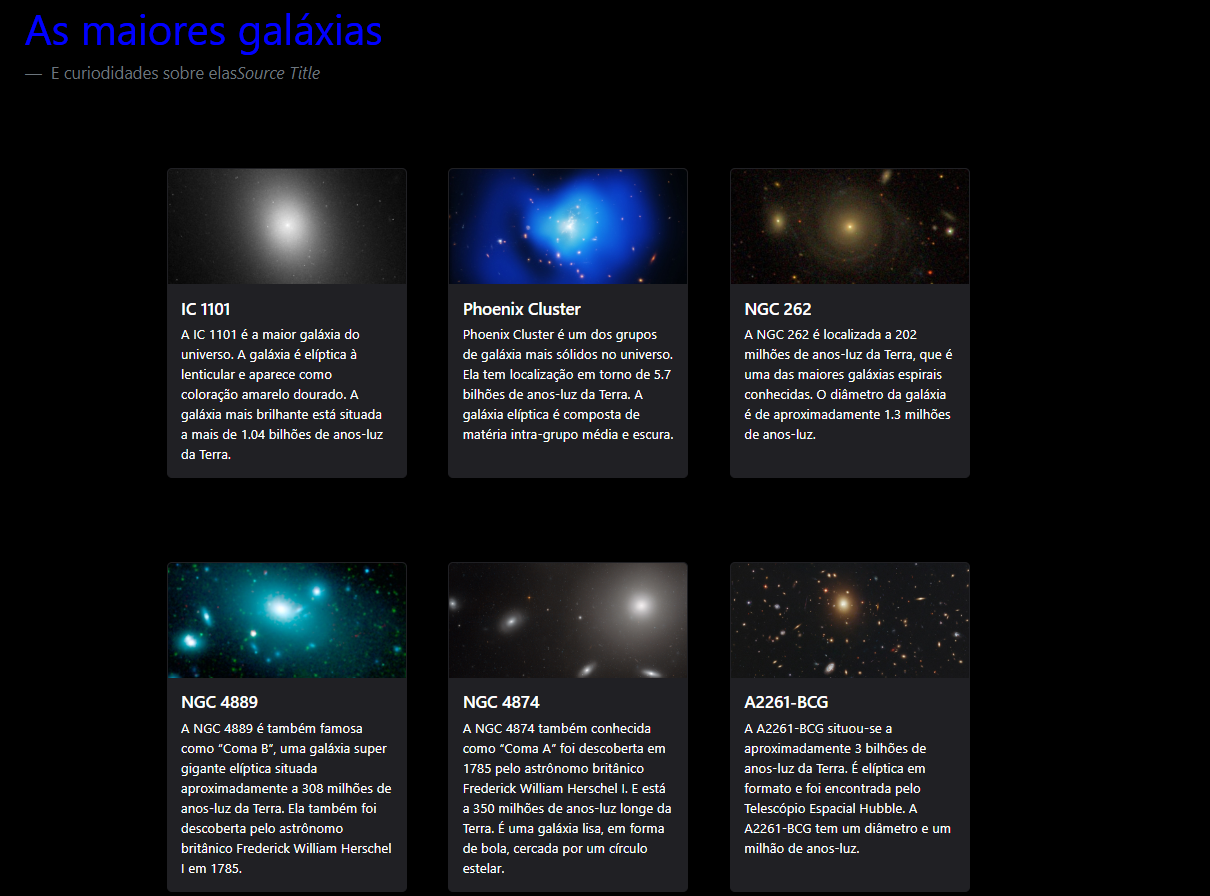 As maiores galáxias
— E curiodidades sobre elasSource Title
IC 1101
A IC 1101 é a maior galáxia do
universo. A galáxia é elíptica à
lenticular e aparece como
coloração amarelo dourado. A
galáxia mais brilhante está situada
a mais de 1.04 bilhões de anos-luz
da Terra.
Phoenix Cluster
Phoenix Cluster é um dos grupos
de galáxia mais sólidos no universo.
Ela tem localização em torno de 5.7
bilhões de anos-luz da Terra. A
galáxia elíptica é composta de
matéria intra-grupo média e escura.
NGC 262
A NGC 262 é localizada a 202
milhões de anos-luz da Terra, que é
uma das maiores galáxias espirais
conhecidas. O diâmetro da galáxia
é de aproximadamente 1.3 milhões
de anos-luz.
NGC 4889
A NGC 4889 é também famosa
como “Coma B”, uma galáxia super
gigante elíptica situada
aproximadamente a 308 milhões de
anos-luz da Terra. Ela também foi
descoberta pelo astrônomo
britânico Frederick William Herschel
I em 1785.
NGC 4874
A NGC 4874 também conhecida
como “Coma A” foi descoberta em
1785 pelo astrônomo britânico
Frederick William Herschel I. E está
a 350 milhões de anos-luz longe da
Terra. É uma galáxia lisa, em forma
de bola, cercada por um círculo
estelar.
A2261-BCG
A A2261-BCG situou-se a
aproximadamente 3 bilhões de
anos-luz da Terra. É elíptica em
formato e foi encontrada pelo
Telescópio Espacial Hubble. A
A2261-BCG tem um diâmetro e um
milhão de anos-luz.